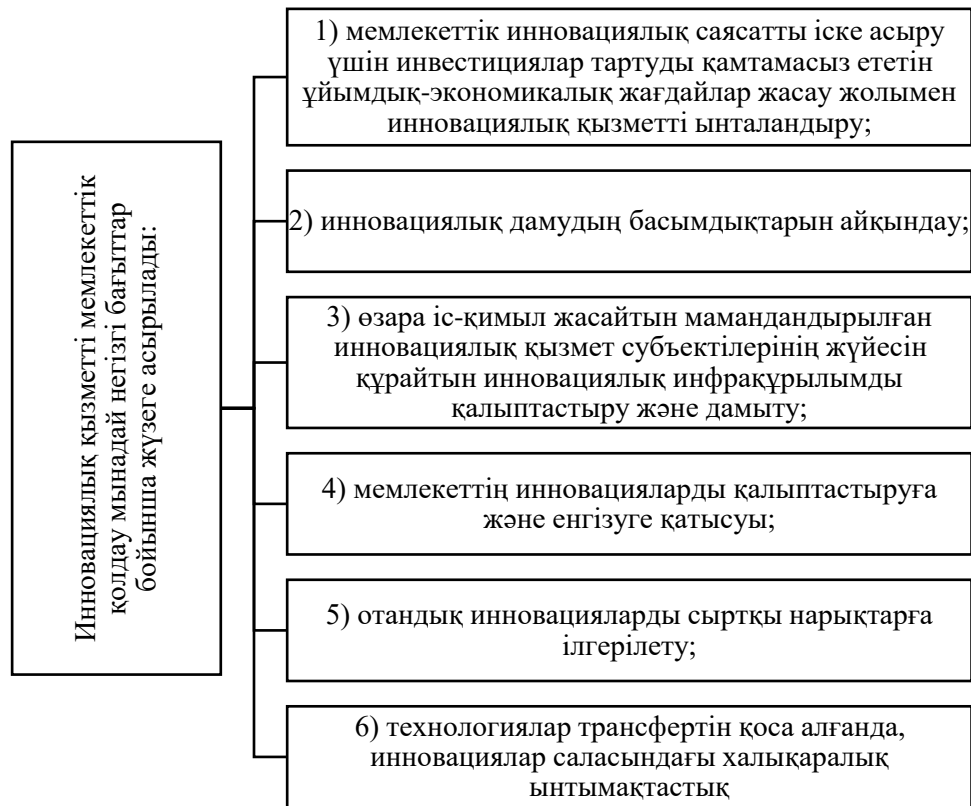 Инновациялық қызметті мемлекеттік
қолдау мынадай негізгі бағыттар
бойынша жүзеге асырылады:
1) мемлекеттік инновациялық саясатты іске асыру
үшін инвестициялар тартуды қамтамасыз ететін
ұйымдық-экономикалық жағдайлар жасау жолымен
инновациялық қызметті ынталандыру;
2) инновациялық дамудың басымдықтарын айқындау;
3) өзара іс-қимыл жасайтын мамандандырылған
инновациялық қызмет субъектілерінің жүйесін
құрайтын инновациялық инфрақұрылымды
қалыптастыру және дамыту;
4) мемлекеттің инновацияларды қалыптастыруға
және енгізуге қатысуы;
5) отандық инновацияларды сыртқы нарықтарға
ілгерілету;
6) технологиялар трансфертін қоса алғанда,
инновациялар саласындағы халықаралық
ынтымақтастық